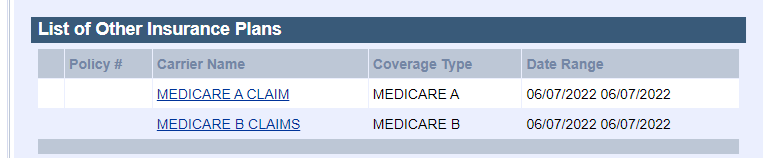 List of Other Insurance Plans
Policy # Carrier Name Coverage Type Date Range
MEDICARE A CLAIM MEDICARE A 06/07/2022 06/07/2022
MEDICARE B CLAIMS MEDICARE B 06/07/2022 06/07/2022